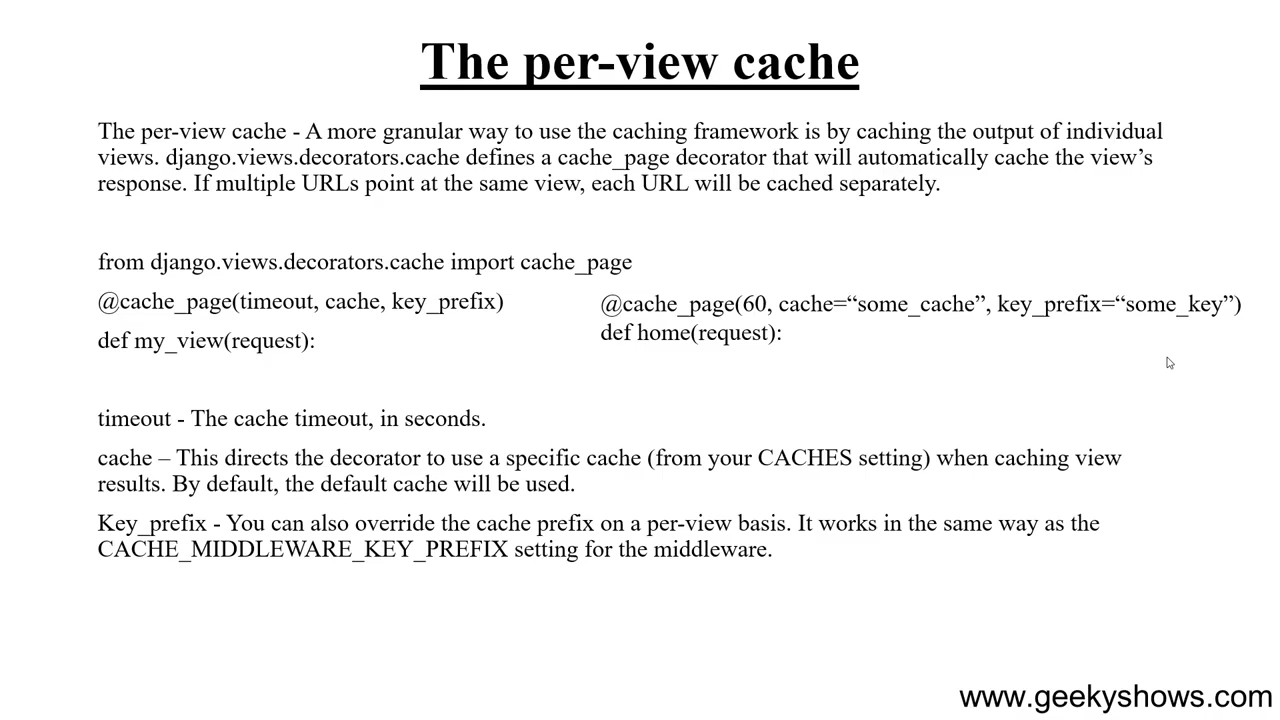 The per-view cache
The per-view cache - A more granular way to use the caching framework is by caching the output of individual
views. django.views.decorators.cache defines a cache_page decorator that will automatically cache the view’s
response. If multiple URLs point at the same view, each URL will be cached separately.
from django.views.decorators.cache import cache_page
@cache_page(timeout, cache, key_prefix)
def my_view(request):
@cache_page(60, cache=“some_cache”, key_prefix=“some_key”)
def home(request):
timeout - The cache timeout, in seconds.
cache – This directs the decorator to use a specific cache (from your CACHES setting) when caching view
results. By default, the default cache will be used.
Key_prefix - You can also override the cache prefix on a per-view basis. It works in the same way as the
CACHE_MIDDLEWARE_KEY_PREFIX setting for the middleware.
www.geekyshows.com